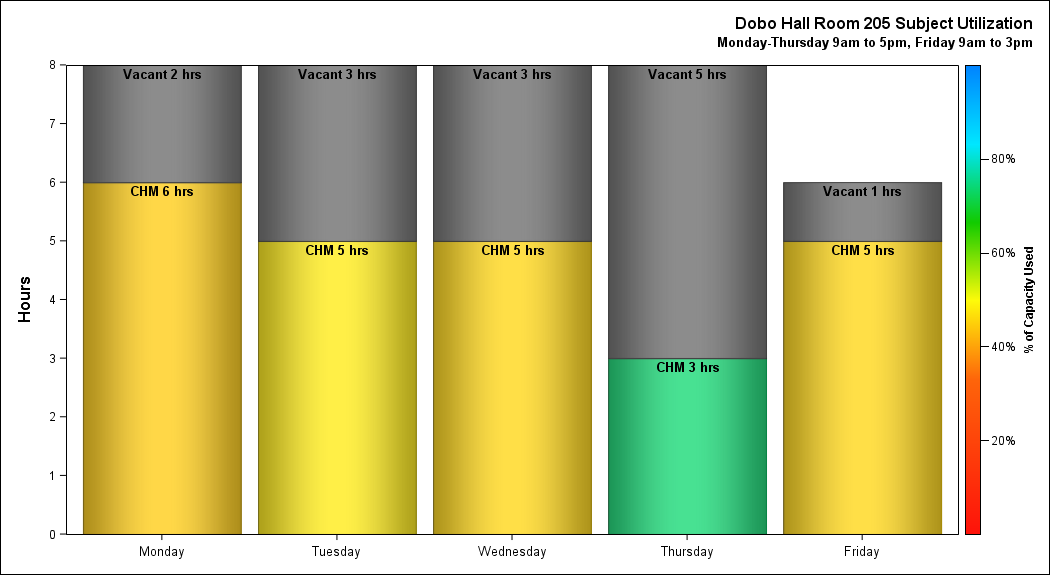 Dobo Hall Room 205 Subject Utilization
Monday-Thursday 9am to 5pm, Friday 9am to 3pm
8
7
6
5
4
3
2
1
0
Hours
Vacant 2 hrs
CHM 6 hrs
Vacant 3 hrs
CHM 5 hrs
Vacant 3 hrs
CHM 5 hrs
Vacant 5 hrs
CHM 3 hrs
Vacant 1 hrs
CHM 5 hrs
Monday
Tuesday
Wednesday
Thursday
Friday
80%
60%
40%
20%
% of Capacity Used